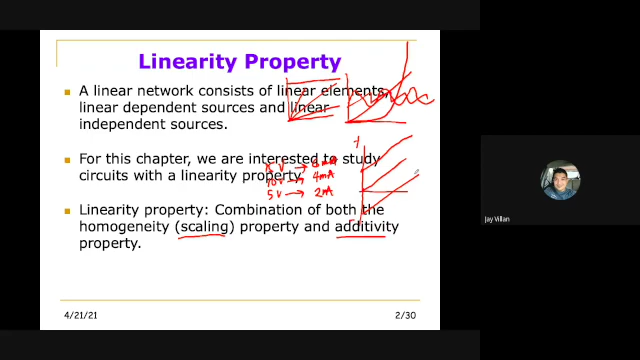 Linearity Property
A linear network consists of linear elements,
linear dependent sources and linear
independent sources.
For this chapter, we are interested to study
circuits with a linearity property.
V → mA
10V → 4mA
5V → 2mA
Linearity property: Combination of both the
homogeneity (scaling) property and additivity
property.
4/21/21
2/30
Jay Villan